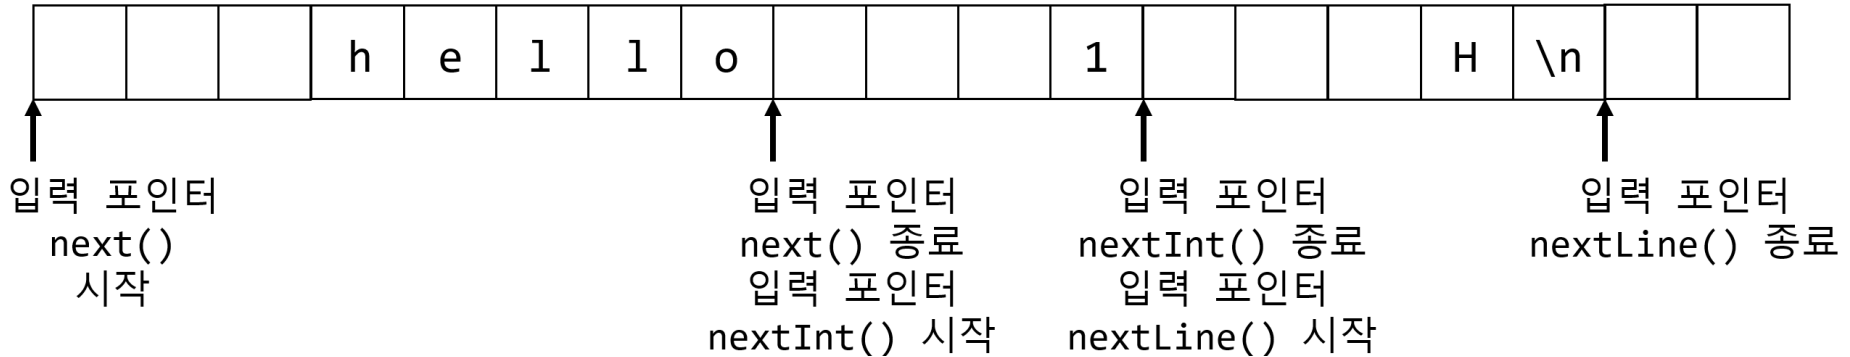 h e l l o 1 H \n
입력 포인터
next()
시작
입력 포인터
next() 종료
입력 포인터
nextInt() 시작
입력 포인터
nextInt() 종료
입력 포인터
nextLine() 시작
입력 포인터
nextLine() 종료